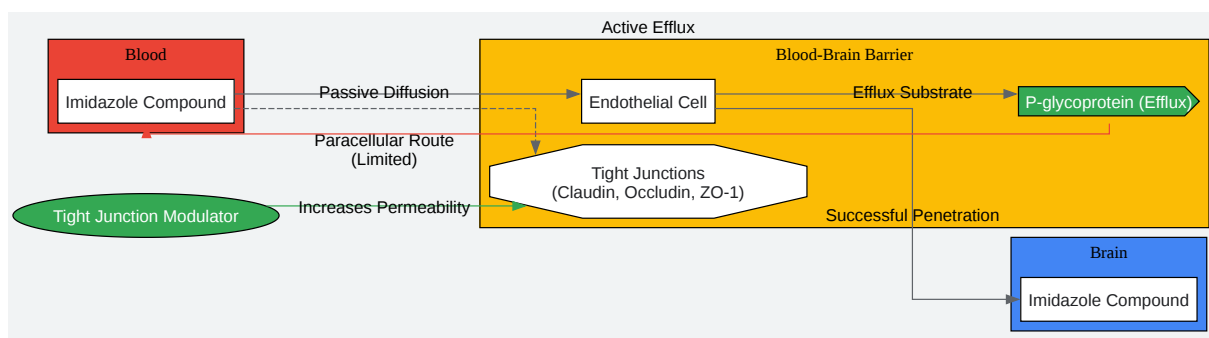 Active Efflux
Blood
Blood-Brain Barrier
Imidazole Compound
Passive Diffusion
Endothelial Cell
Efflux Substrate
P-glycoprotein (Efflux)
Paracellular Route
(Limited)
Tight Junctions
(Claudin, Occludin, ZO-1)
Tight Junction Modulator
Increases Permeability
Successful Penetration
Brain
Imidazole Compound